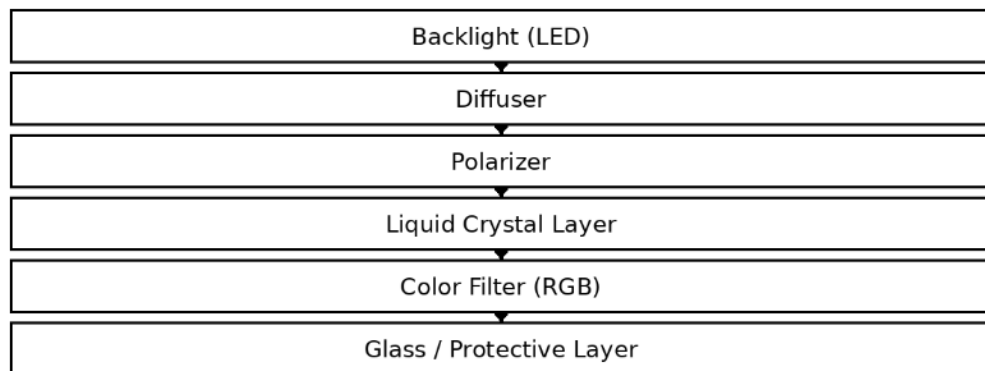 Backlight (LED)
Diffuser
Polarizer
Liquid Crystal Layer
Color Filter (RGB)
Glass / Protective Layer